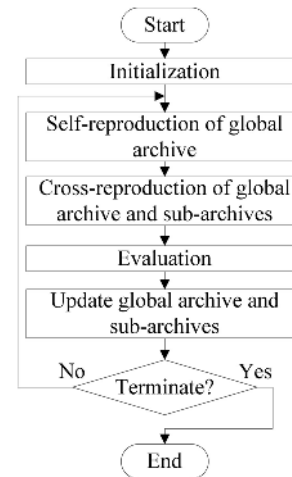 Start
Initialization
Self-reproduction of global
archive
Cross-reproduction of global
archive and sub-archives
Evaluation
Update global archive and
sub-archives
No
Yes
Terminate?
End